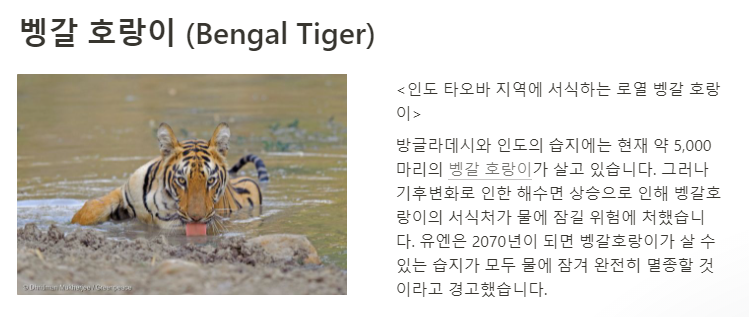 벵갈 호랑이 (Bengal Tiger)
<인도 타오바 지역에 서식하는 로열 벵갈 호랑
이>
방글라데시와 인도의 습지에는 현재 약 5,000
마리의 벵갈 호랑이가 살고 있습니다. 그러나
기후변화로 인한 해수면 상승으로 인해 벵갈호
랑이의 서식처가 물에 잠길 위험에 처했습니
다. 유엔은 2070년이 되면 벵갈호랑이가 살 수
있는 습지가 모두 물에 잠겨 완전히 멸종할 것
이라고 경고했습니다.